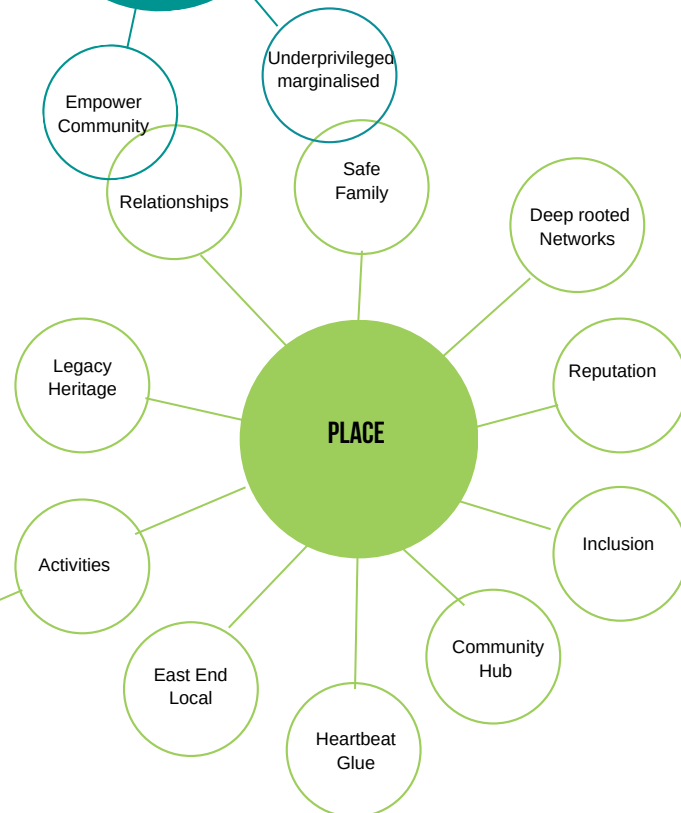 Underprivileged
marginalised
Empower
Community
Safe
Family
Relationships
Deep rooted
Networks
Legacy
Heritage
Reputation
PLACE
Inclusion
Activities
Community
Hub
East End
Local
Heartbeat
Glue